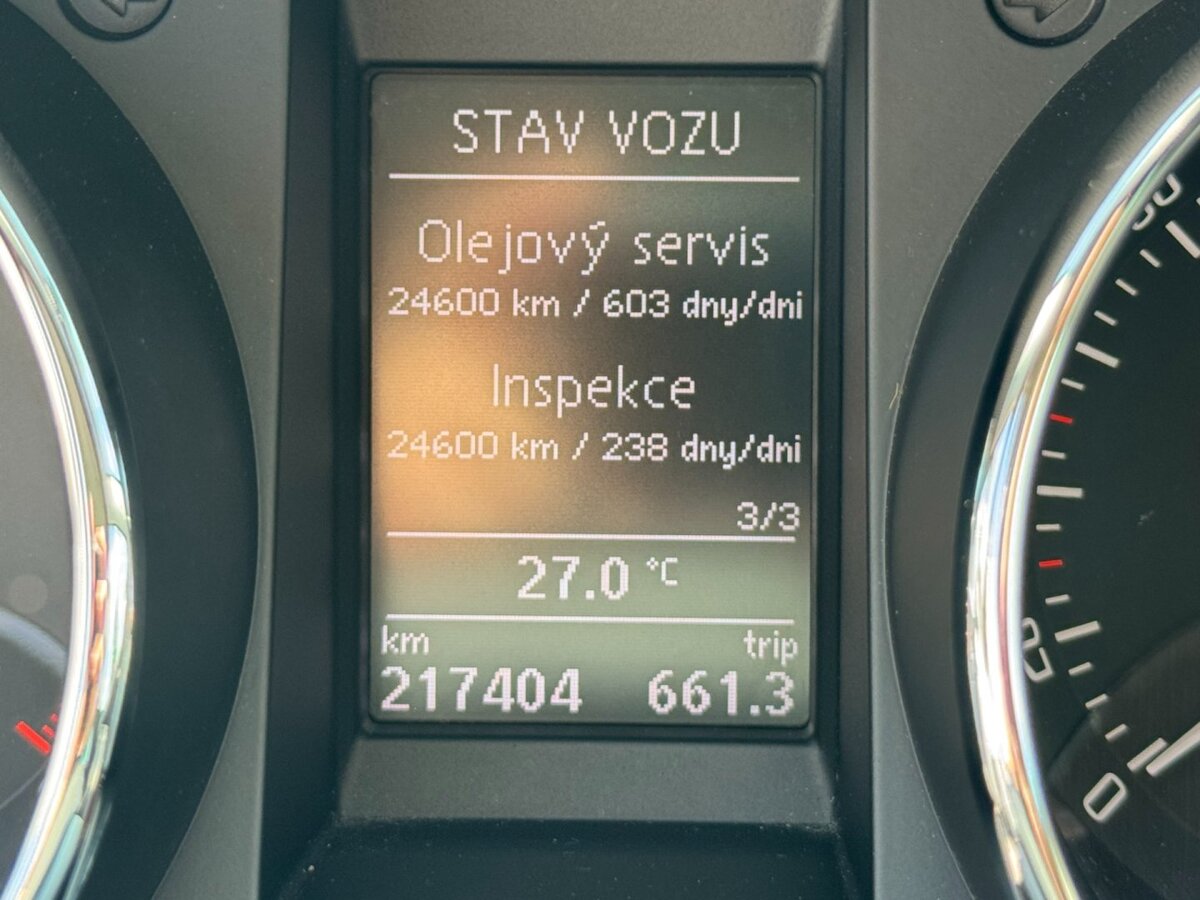 STAV VOZU
Olejový servis
24600 km / 603 dny/dni
Inspekce
24600 km / 238 dny/dni
3/3
27.0 °C
km trip
217404 661.3
0